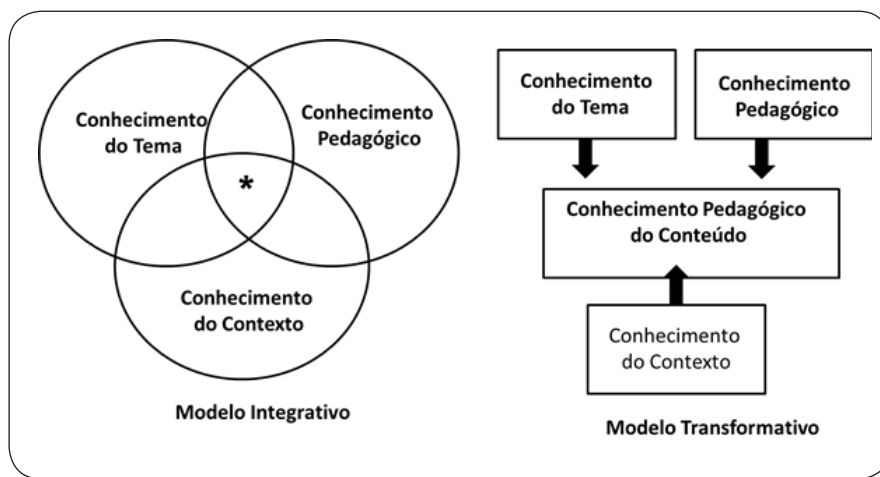 Conhecimento
do Tema
Conhecimento
Pedagógico
*
Conhecimento
do Contexto
Modelo Integrativo
Conhecimento
do Tema
Conhecimento
Pedagógico
Conhecimento Pedagógico
do Conteúdo
Conhecimento
do Contexto
Modelo Transformativo